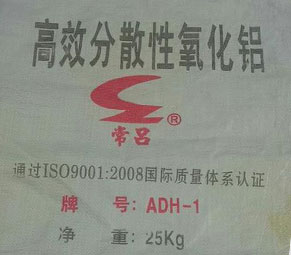 高效分散性氧化铝
®
常吕
通过ISO9001:2008国际质量体系认证
牌 号: ADH-1
净 重: 25Kg